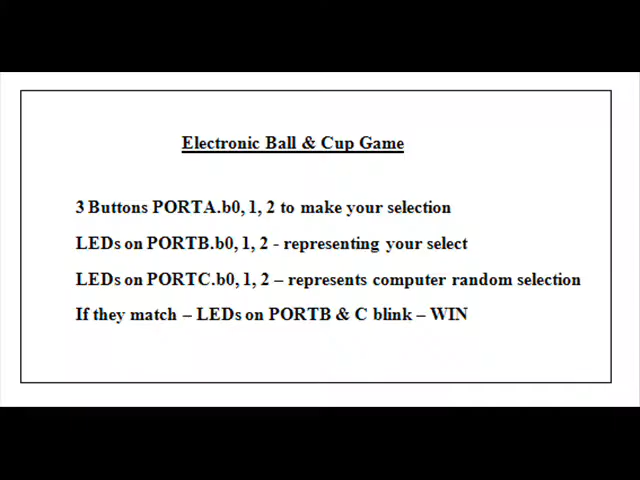 Electronic Ball & Cup Game
3 Buttons PORTA.b0, 1, 2 to make your selection
LEDs on PORTB.b0, 1, 2 - representing your select
LEDs on PORTC.b0, 1, 2 – represents computer random selection
If they match – LEDs on PORTB & C blink – WIN